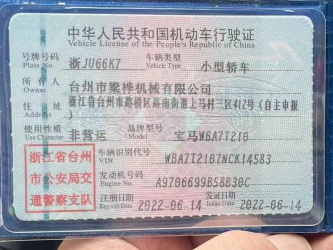 中华人民共和国机动车行驶证
Vehicle License of the People's Republic of China
号牌号码 浙JU66K7 车辆类型 小型轿车
Plate No. Vehicle Type
所有人 台州市梁桦机械有限公司
Owner
住址 浙江省台州市路桥区路南街道上马村三区412号(自主申报)
Address
使用性质 非营运 品牌型号 宝马WBA7T210
Use Character Model
浙江省台州
市公安局交
通警察支队
车辆识别代号 WBA7T2107NCK14583
VIN
发动机号码 A9706699B58B30C
Engine No.
注册日期 2022-06-14 发证日期 2022-06-14
Register Date Issue Date